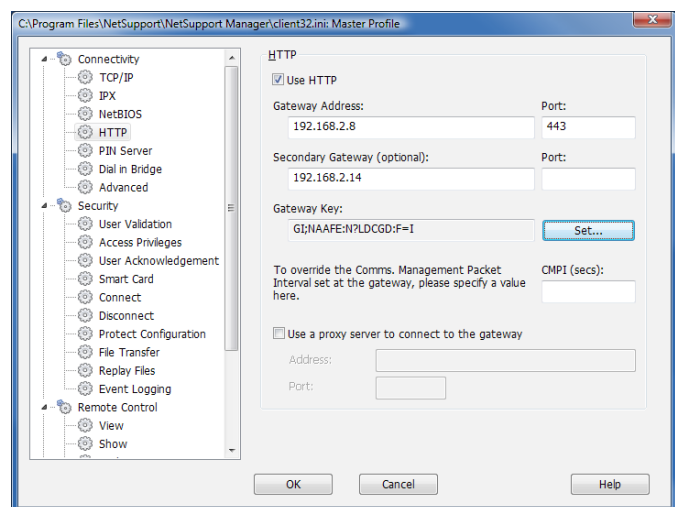 C:\Program Files\NetSupport\NetSupport Manager\client32.ini: Master Profile
Connectivity
TCP/IP
IPX
NetBIOS
HTTP
PIN Server
Dial in Bridge
Advanced
Security
User Validation
Access Privileges
User Acknowledgement
Smart Card
Connect
Disconnect
Protect Configuration
File Transfer
Replay Files
Event Logging
Remote Control
View
Show
HTTP
Use HTTP
Gateway Address:
Port:
192.168.2.8
443
Secondary Gateway (optional):
Port:
192.168.2.14
Gateway Key:
GI;NAAFE:N?LDCGD:F=I
Set...
To override the Comms. Management Packet
Interval set at the gateway, please specify a value
here.
CMPI (secs):
Use a proxy server to connect to the gateway
Address:
Port:
OK
Cancel
Help